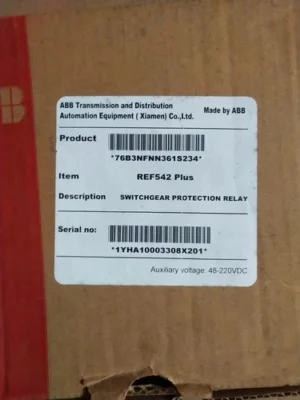 ABB Transmission and Distribution
Automation Equipment ( Xiamen) Co.,Ltd.
Made by ABB
Product
*76B3NFNN361S234*
Item REF542 Plus
Description SWITCHGEAR PROTECTION RELAY
Serial no:
*1YHA10003308X201*
Auxiliary voltage: 48-220VDC
B